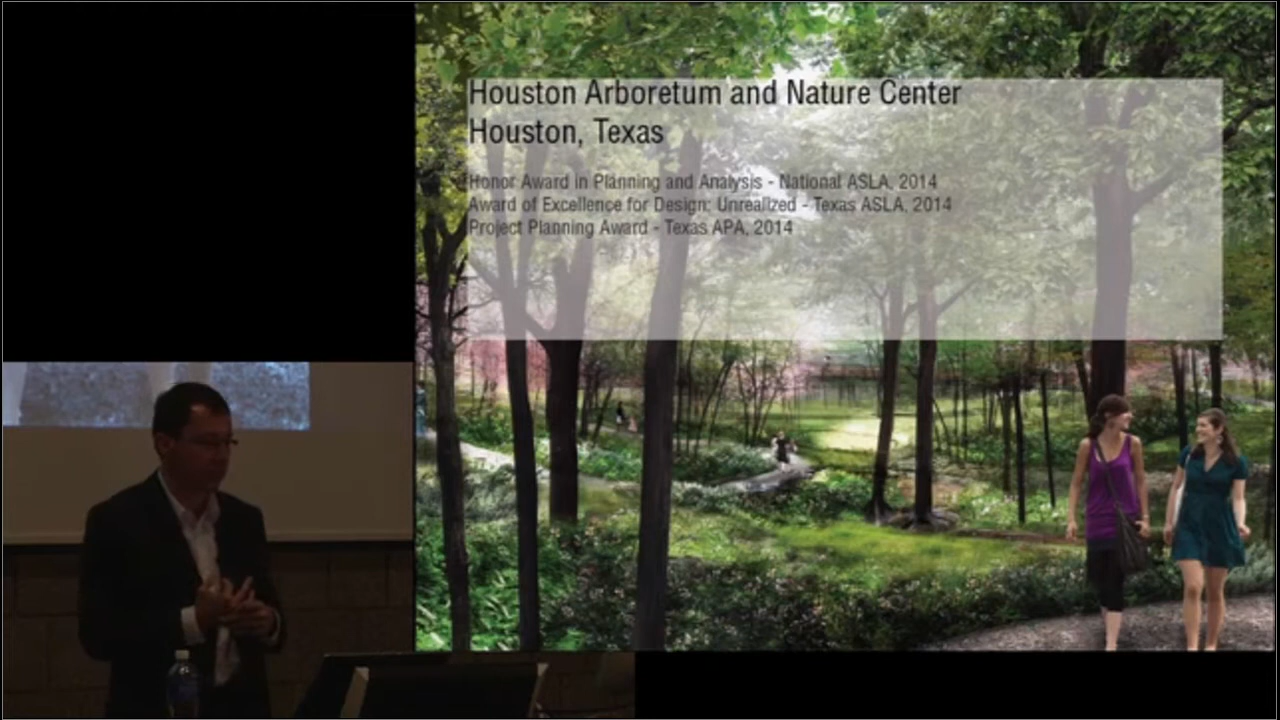 Houston Arboretum and Nature Center
Houston, Texas
Honor Award in Planning and Analysis - National ASLA, 2014
Award of Excellence for Design: Unrealized - Texas ASLA, 2014
Project Planning Award - Texas APA, 2014